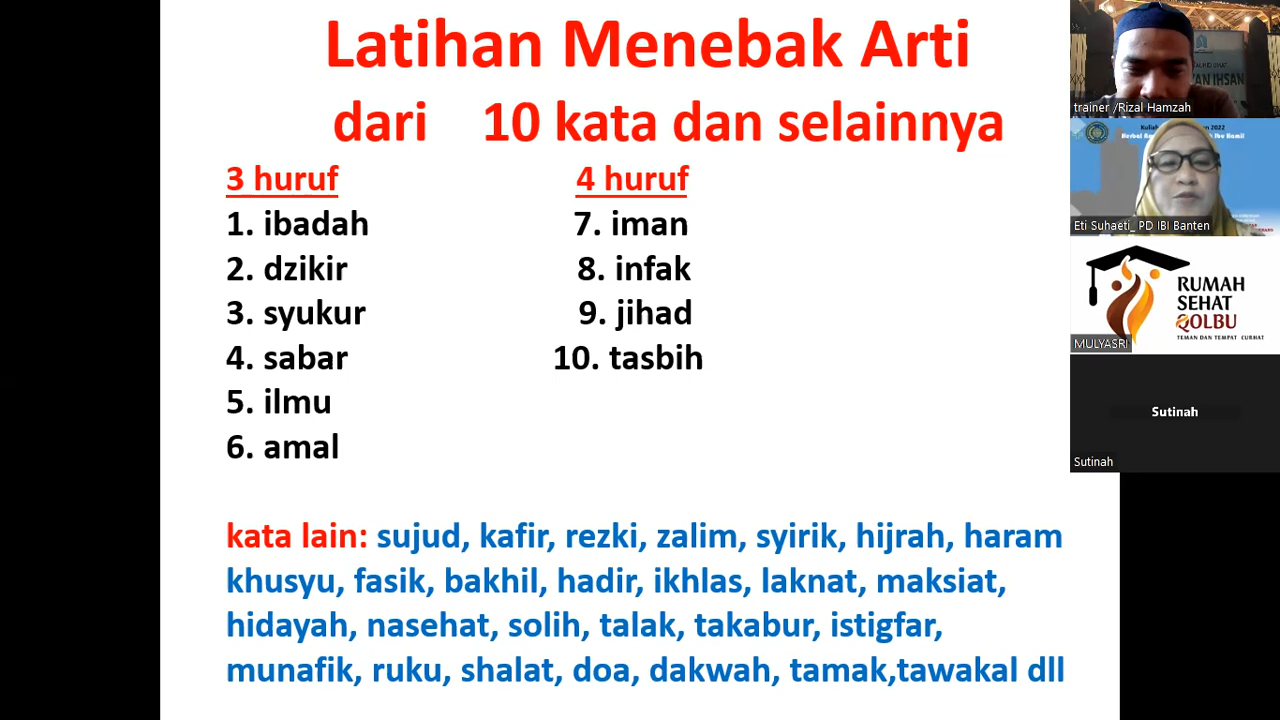 Latihan Menebak Arti
dari 10 kata dan selainnya
3 huruf 4 huruf
1. ibadah 7. iman
2. dzikir 8. infak
3. syukur 9. jihad
4. sabar 10. tasbih
5. ilmu
6. amal
kata lain: sujud, kafir, rezki, zalim, syirik, hijrah, haram
khusyu, fasik, bakhil, hadir, ikhlas, laknat, maksiat,
hidayah, nasehat, solih, talak, takabur, istigfar,
munafik, ruku, shalat, doa, dakwah, tamak,tawakal dll
trainer /Rizal Hamzah
2022
Eti Suhaeti_ PD IBI Banten
RUMAH
SEHAT
QOLBU
TEMAN DAN TEMPAT CURHAT
MULYASRI
Sutinah
Sutinah